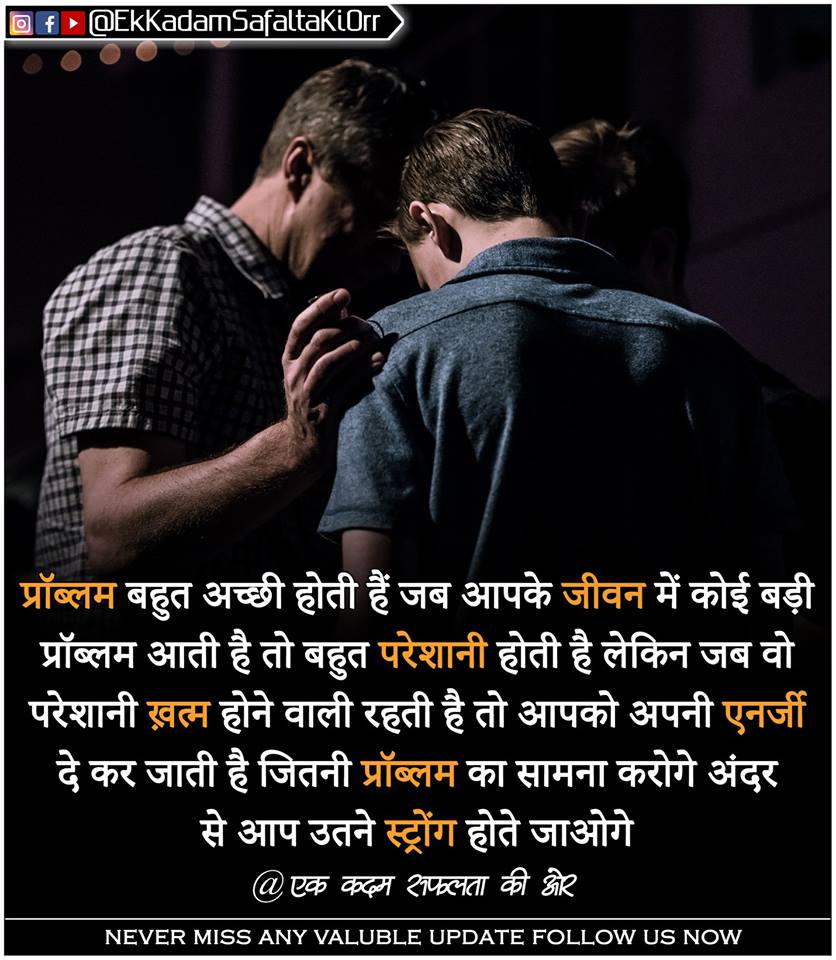 @EkKadamSafaltaKiOrr
प्रॉब्लम बहुत अच्छी होती हैं जब आपके जीवन में कोई बड़ी
प्रॉब्लम आती है तो बहुत परेशानी होती है लेकिन जब वो
परेशानी ख़त्म होने वाली रहती है तो आपको अपनी एनर्जी
दे कर जाती है जितनी प्रॉब्लम का सामना करोगे अंदर
से आप उतने स्ट्रोंग होते जाओगे
@एक कदम सफलता की ओर
NEVER MISS ANY VALUBLE UPDATE FOLLOW US NOW